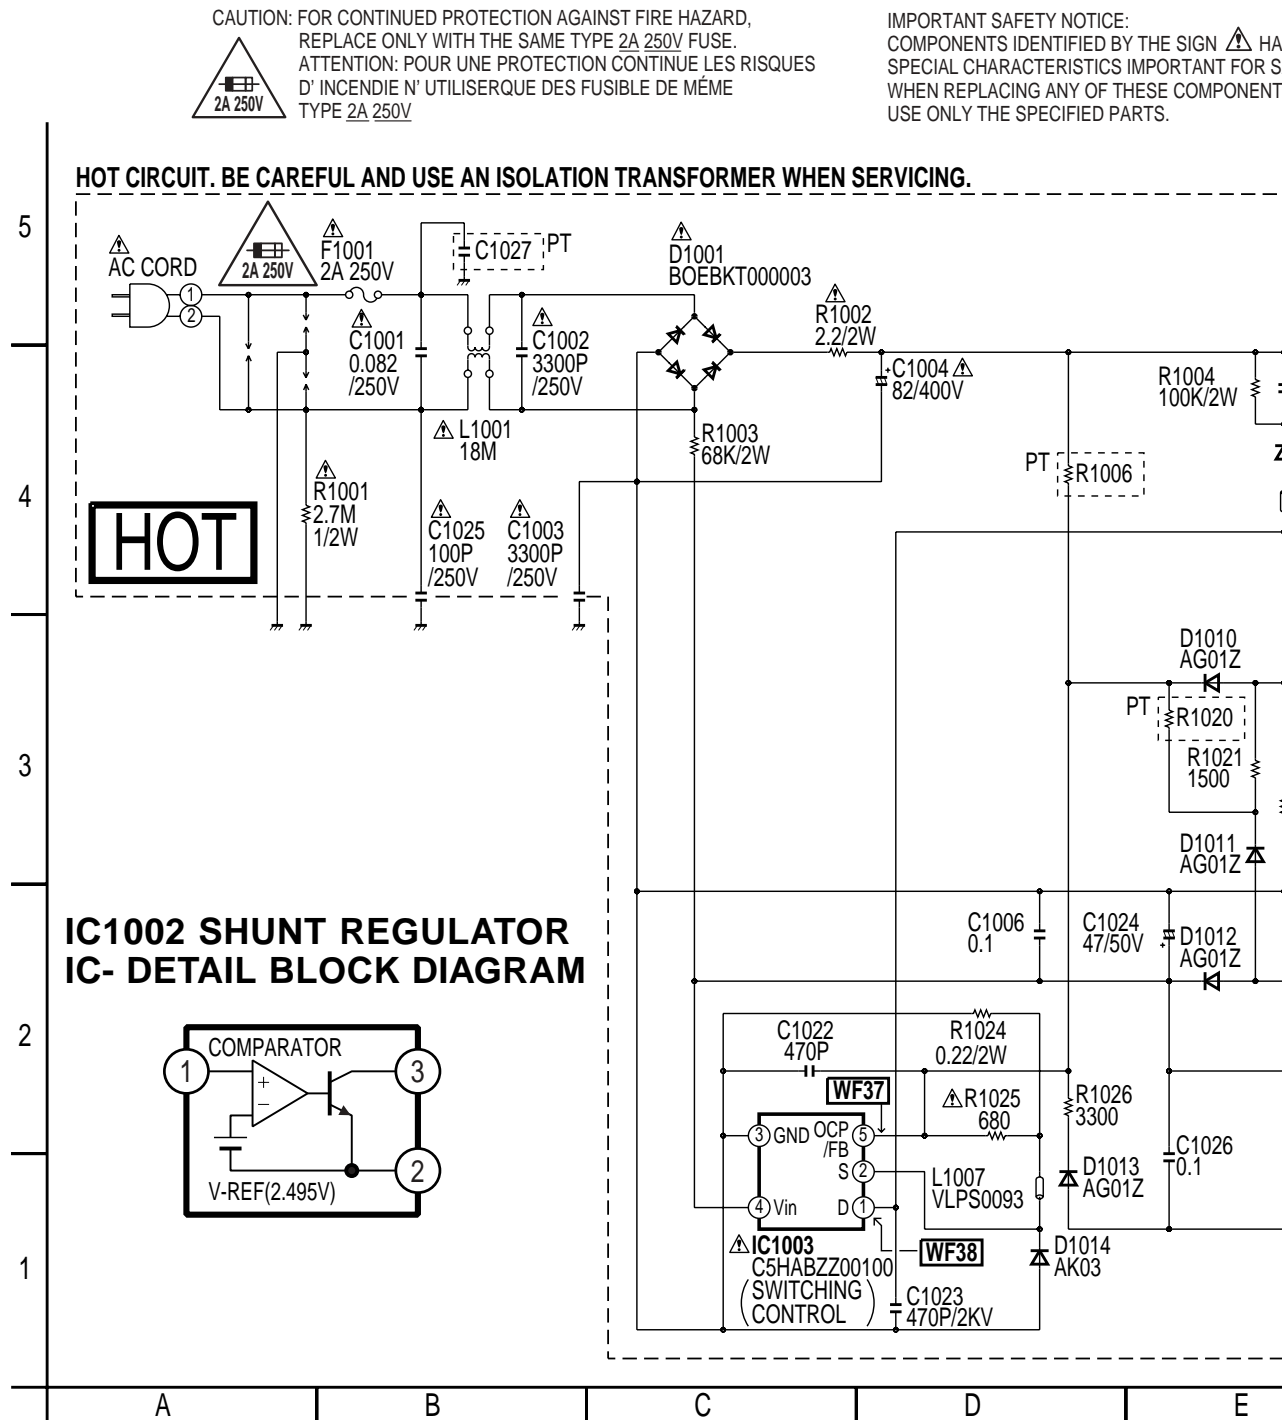 CAUTION: FOR CONTINUED PROTECTION AGAINST FIRE HAZARD,
REPLACE ONLY WITH THE SAME TYPE 2A 250V FUSE.
ATTENTION: POUR UNE PROTECTION CONTINUE LES RISQUES
D' INCENDIE N' UTILISERQUE DES FUSIBLE DE MÉME
TYPE 2A 250V
2A 250V
IMPORTANT SAFETY NOTICE:
COMPONENTS IDENTIFIED BY THE SIGN ⚠ HA
SPECIAL CHARACTERISTICS IMPORTANT FOR S
WHEN REPLACING ANY OF THESE COMPONENT
USE ONLY THE SPECIFIED PARTS.
HOT CIRCUIT. BE CAREFUL AND USE AN ISOLATION TRANSFORMER WHEN SERVICING.
5
AC CORD
1
2
2A 250V
F1001
2A 250V
C1027
PT
D1001
BOEBKT000003
R1002
2.2/2W
C1001
0.082
/250V
C1002
3300P
/250V
+
C1004
82/400V
R1004
100K/2W
L1001
18M
R1003
68K/2W
PT
R1006
4
HOT
R1001
2.7M
1/2W
C1025
100P
/250V
C1003
3300P
/250V
D1010
AG01Z
PT
R1020
3
R1021
1500
D1011
AG01Z
IC1002 SHUNT REGULATOR
IC- DETAIL BLOCK DIAGRAM
C1006
0.1
C1024
47/50V
+
D1012
AG01Z
2
COMPARATOR
1
+
−
3
2
V-REF(2.495V)
C1022
470P
R1024
0.22/2W
WF37
R1025
680
R1026
3300
3
GND
OCP
/FB
5
S
2
4
Vin
D
1
C1026
0.1
L1007
VLPS0093
D1013
AG01Z
IC1003
C5HABZZ00100
(SWITCHING
CONTROL)
WF38
D1014
AK03
C1023
470P/2KV
1
A
B
C
D
E